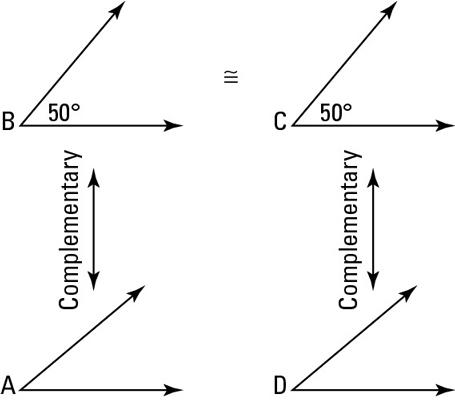 B 50° ≅ C 50°
Complementary Complementary
A D